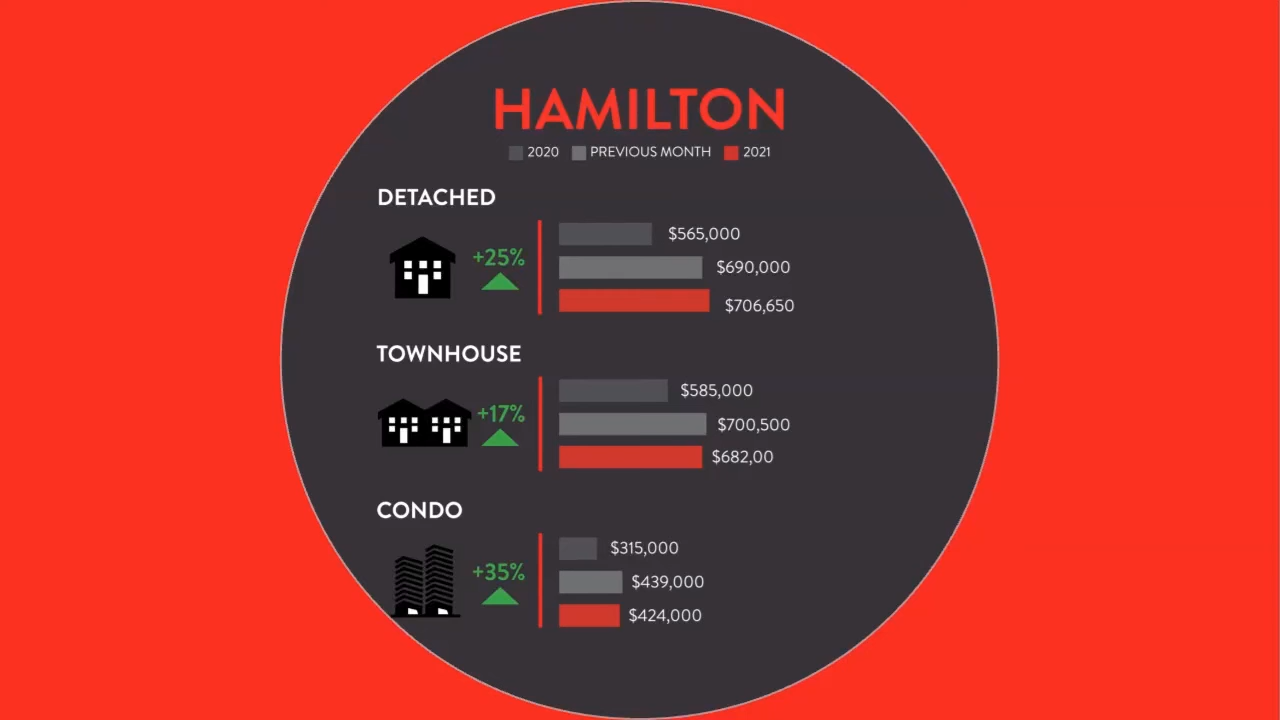 HAMILTON
2020 PREVIOUS MONTH 2021
DETACHED
+25%
$565,000
$690,000
$706,650
TOWNHOUSE
+17%
$585,000
$700,500
$682,00
CONDO
+35%
$315,000
$439,000
$424,000